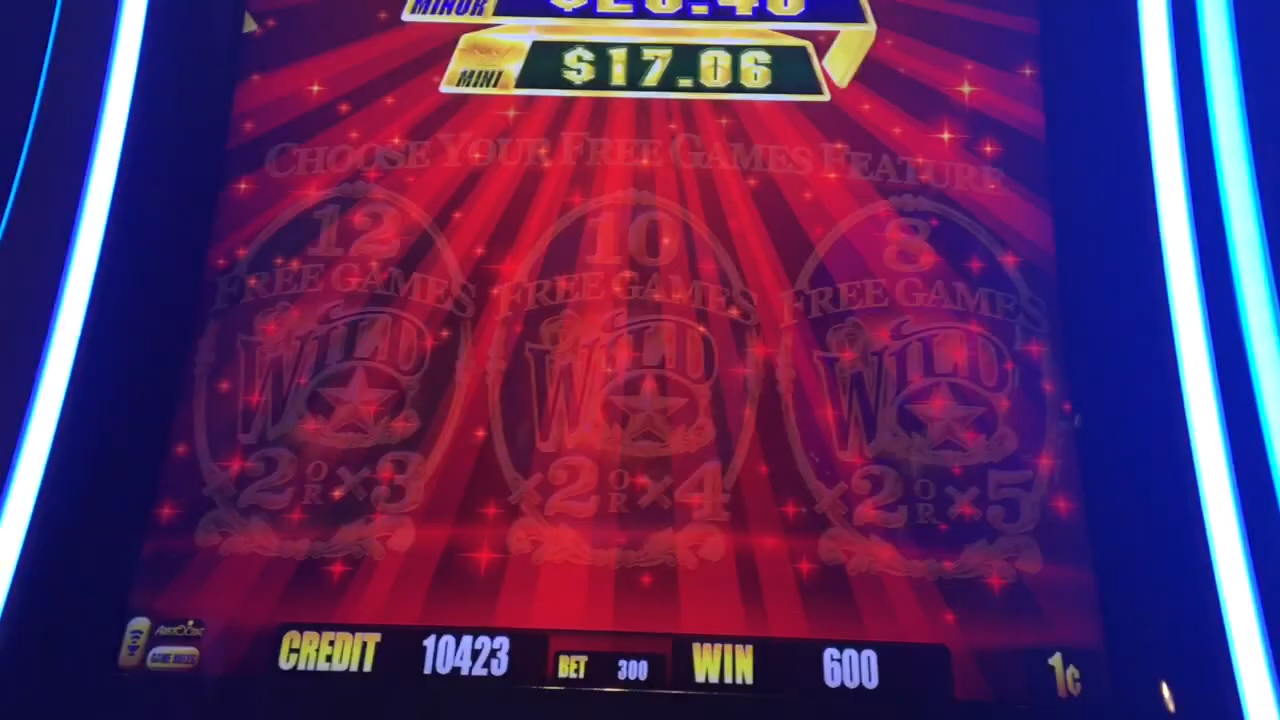 MINOR
MINI $17.06
CHOOSE YOUR FREE GAMES FEATURE
12 10 8
FREE GAMES FREE GAMES FREE GAMES
WILD WILD WILD
×2 OR ×3 ×2 OR ×4 ×2 OR ×5
CREDIT 10423 BET 300 WIN 600 1¢